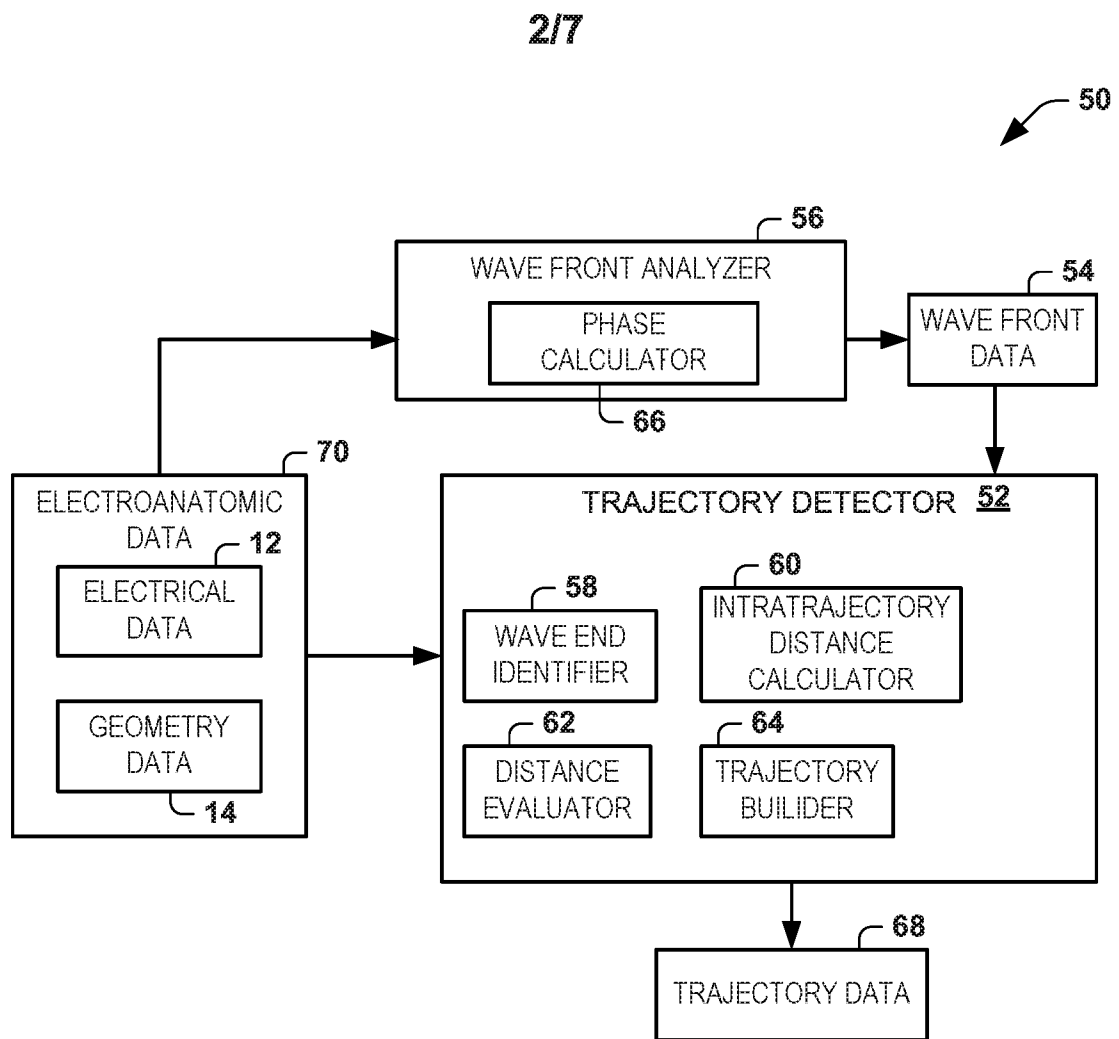 2/7
50
56
WAVE FRONT ANALYZER
PHASE
CALCULATOR
66
54
WAVE FRONT
DATA
70
ELECTROANATOMIC
DATA
12
ELECTRICAL
DATA
GEOMETRY
DATA
14
TRAJECTORY DETECTOR 52
58
WAVE END
IDENTIFIER
60
INTRATRAJECTORY
DISTANCE
CALCULATOR
62
DISTANCE
EVALUATOR
64
TRAJECTORY
BUILIDER
68
TRAJECTORY DATA